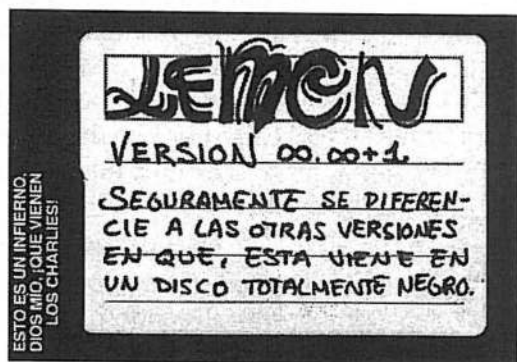 LEMON
VERSION 00.00+1.
SEGURAMENTE SE DIFEREN-
CIE A LAS OTRAS VERSIONES
EN QUE, ESTA VIENE EN
UN DISCO TOTALMENTE NEGRO.
ESTO ES UN INFIERNO.
DIOS MIO, ¡QUE VIENEN
LOS CHARLIES!